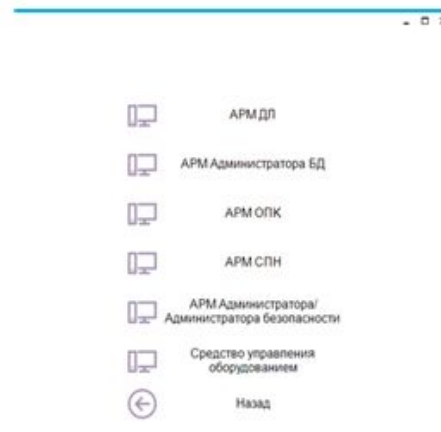 АРМ ДЛ
АРМ Администратора БД
АРМ ОПК
АРМ СПН
АРМ Администратора/
Администратора безопасности
Средство управления
оборудованием
Назад